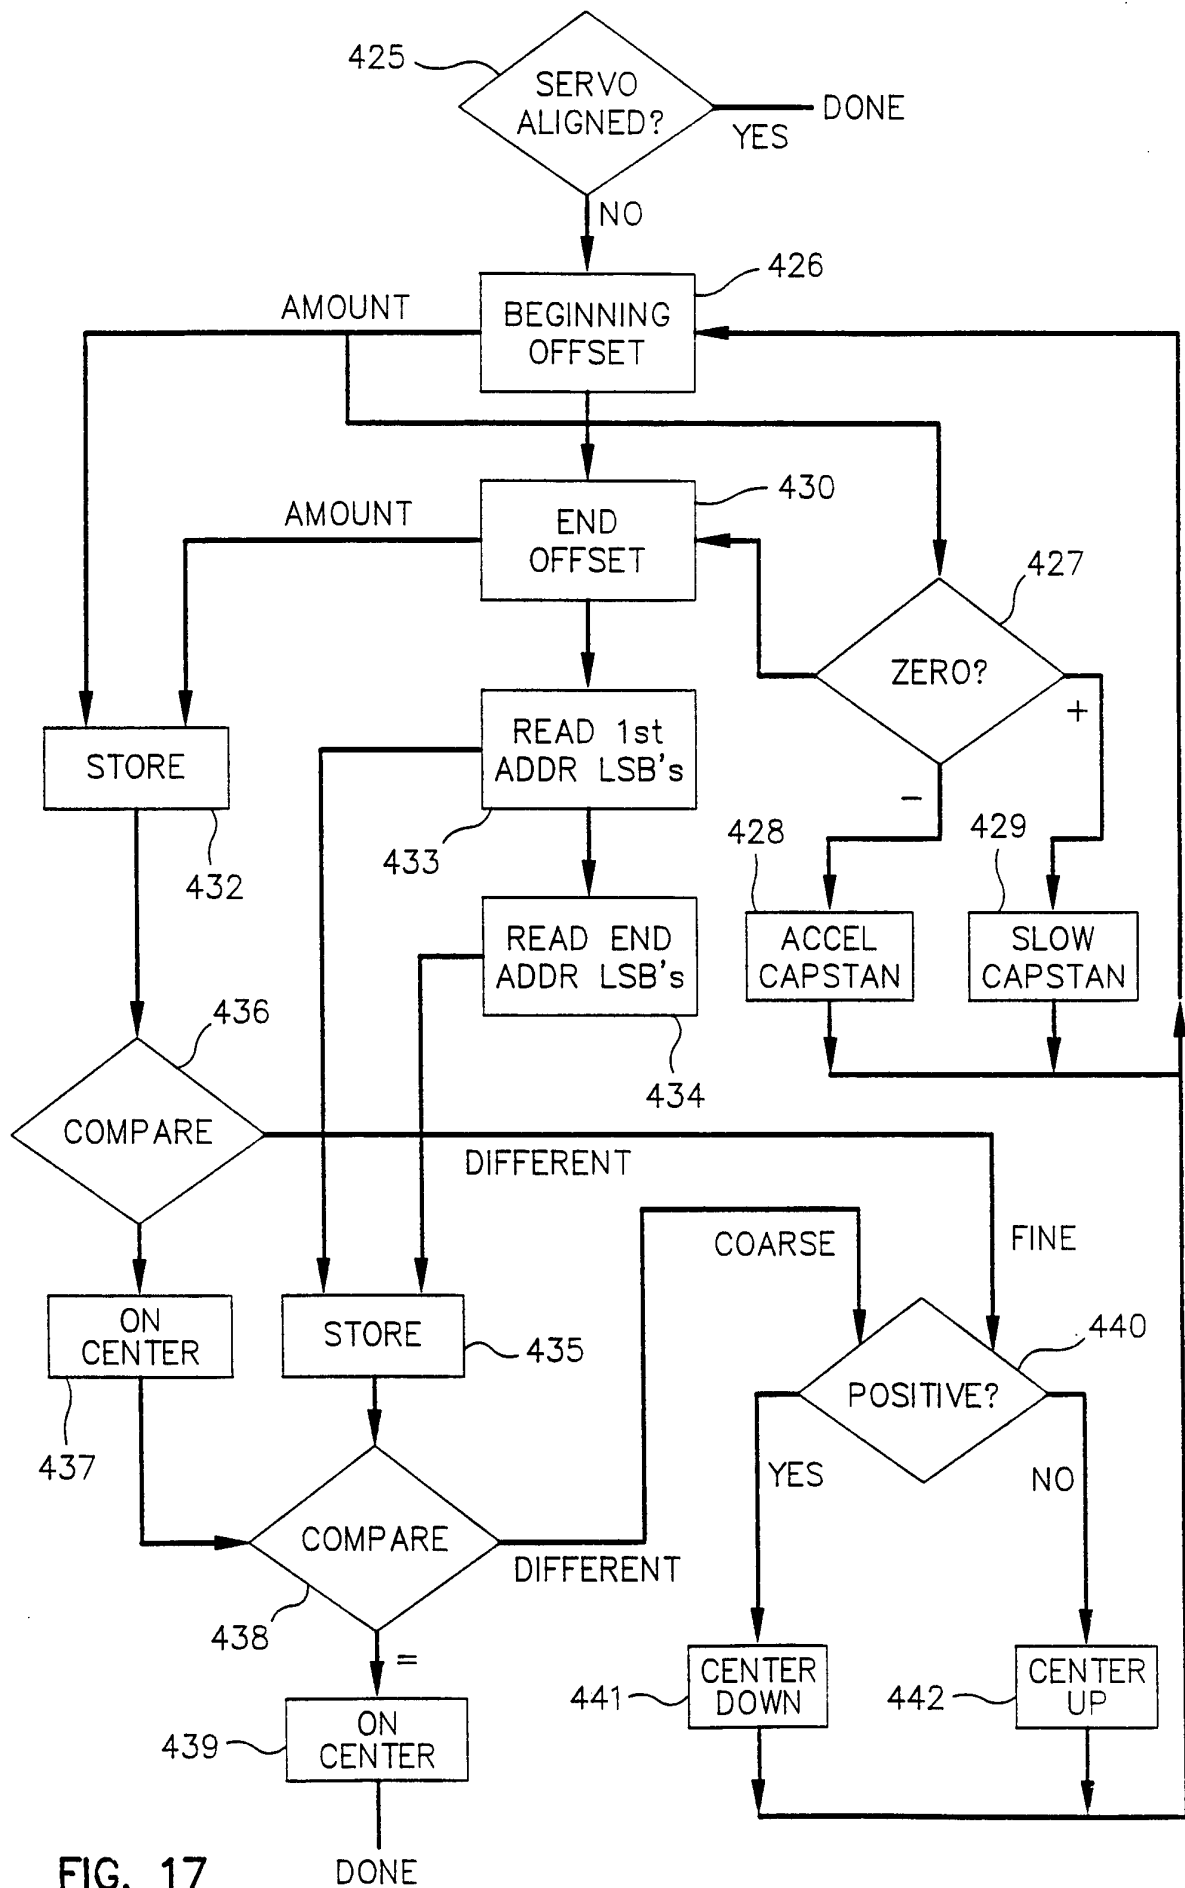 425
SERVO
ALIGNED?
YES
DONE
NO
426
AMOUNT
BEGINNING
OFFSET
430
AMOUNT
END
OFFSET
427
ZERO?
+
−
STORE
432
READ 1st
ADDR LSB's
433
428
429
READ END
ADDR LSB's
434
ACCEL
CAPSTAN
SLOW
CAPSTAN
436
COMPARE
DIFFERENT
COARSE
FINE
ON
CENTER
437
STORE
435
440
POSITIVE?
YES
NO
COMPARE
DIFFERENT
438
=
441
CENTER
DOWN
442
CENTER
UP
439
ON
CENTER
DONE
FIG. 17